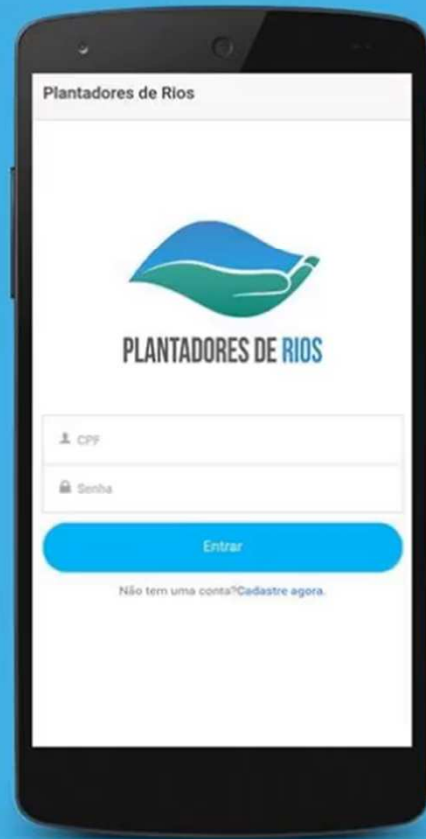 Plantadores de Rios
PLANTADORES DE RIOS
CPF
Senha
Entrar
Não tem uma conta?Cadastre agora.